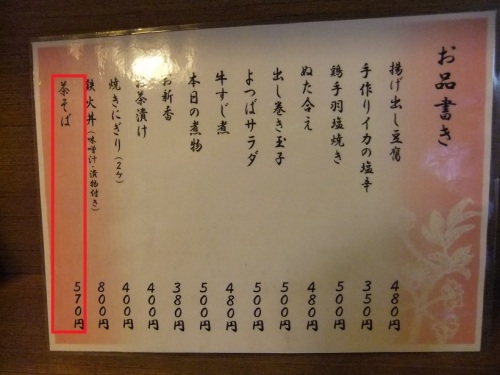 お品書き
揚げ出し豆腐 480円
手作りイカの塩辛 350円
鶏手羽塩焼き 500円
ぬた合え 480円
出し巻き玉子 500円
よつばサラダ 500円
牛すじ煮 480円
本日の煮物 500円
お新香 380円
お茶漬け 400円
焼きにぎり(2ケ) 400円
鉄火丼(味噌汁・漬物付き) 800円
茶そば 570円